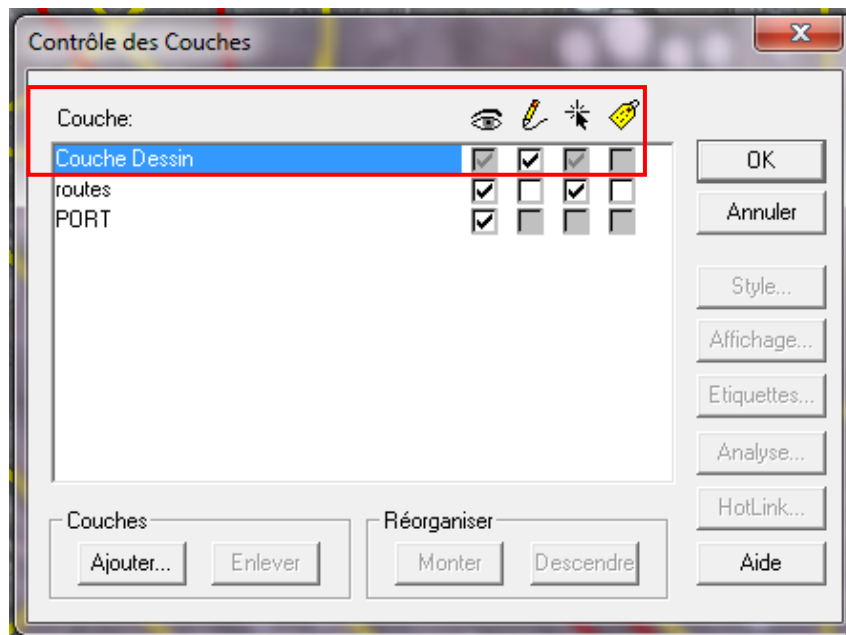 Contrôle des Couches
Couche:
Couche Dessin
routes
PORT
OK
Annuler
Style...
Affichage...
Etiquettes...
Analyse...
HotLink...
Aide
Couches
Ajouter...
Enlever
Réorganiser
Monter
Descendre